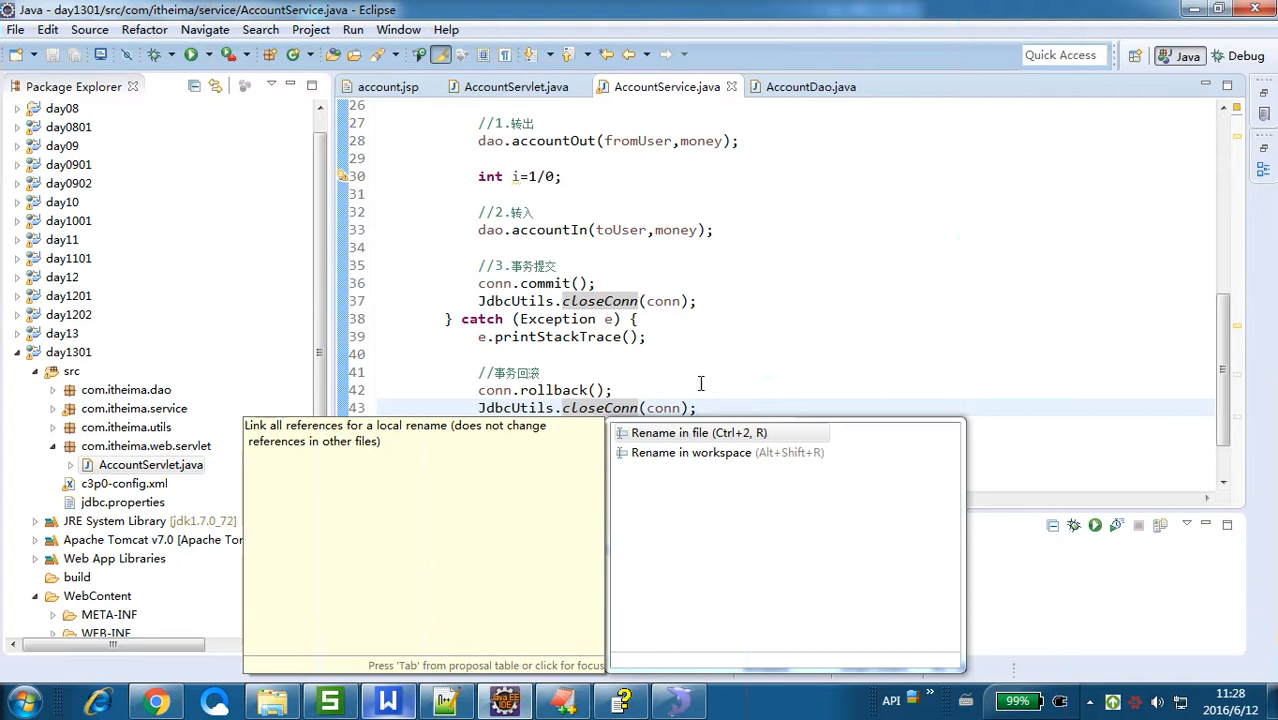 Java - day1301/src/com/itheima/service/AccountService.java - Eclipse
File Edit Source Refactor Navigate Search Project Run Window Help
Quick Access
Java
Debug
Package Explorer
account.jsp
AccountServlet.java
AccountService.java
AccountDao.java
day08
day0801
day09
day0901
day0902
day10
day1001
day11
day1101
day12
day1201
day1202
day13
day1301
src
com.itheima.dao
com.itheima.service
com.itheima.utils
com.itheima.web.servlet
AccountServlet.java
c3p0-config.xml
jdbc.properties
JRE System Library [jdk1.7.0_72]
Apache Tomcat v7.0 [Apache Tor
Web App Libraries
build
WebContent
META-INF
WEB-INF
26
27 //1.转出
28 dao.accountOut(fromUser,money);
29
30 int i=1/0;
31
32 //2.转入
33 dao.accountIn(toUser,money);
34
35 //3.事务提交
36 conn.commit();
37 JdbcUtils.closeConn(conn);
38 } catch (Exception e) {
39 e.printStackTrace();
40
41 //事务回滚
42 conn.rollback();
43 JdbcUtils.closeConn(conn);
Link all references for a local rename (does not change
references in other files)
Press 'Tab' from proposal table or click for focus
Rename in file (Ctrl+2, R)
Rename in workspace (Alt+Shift+R)
API
99%
11:28
2016/6/12